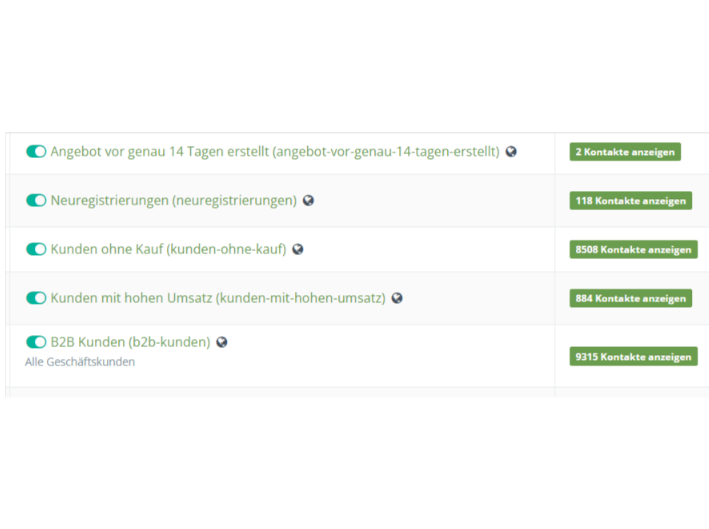 Angebot vor genau 14 Tagen erstellt (angebot-vor-genau-14-tagen-erstellt)
2 Kontakte anzeigen
Neuregistrierungen (neuregistrierungen)
118 Kontakte anzeigen
Kunden ohne Kauf (kunden-ohne-kauf)
8508 Kontakte anzeigen
Kunden mit hohen Umsatz (kunden-mit-hohen-umsatz)
884 Kontakte anzeigen
B2B Kunden (b2b-kunden)
Alle Geschäftskunden
9315 Kontakte anzeigen